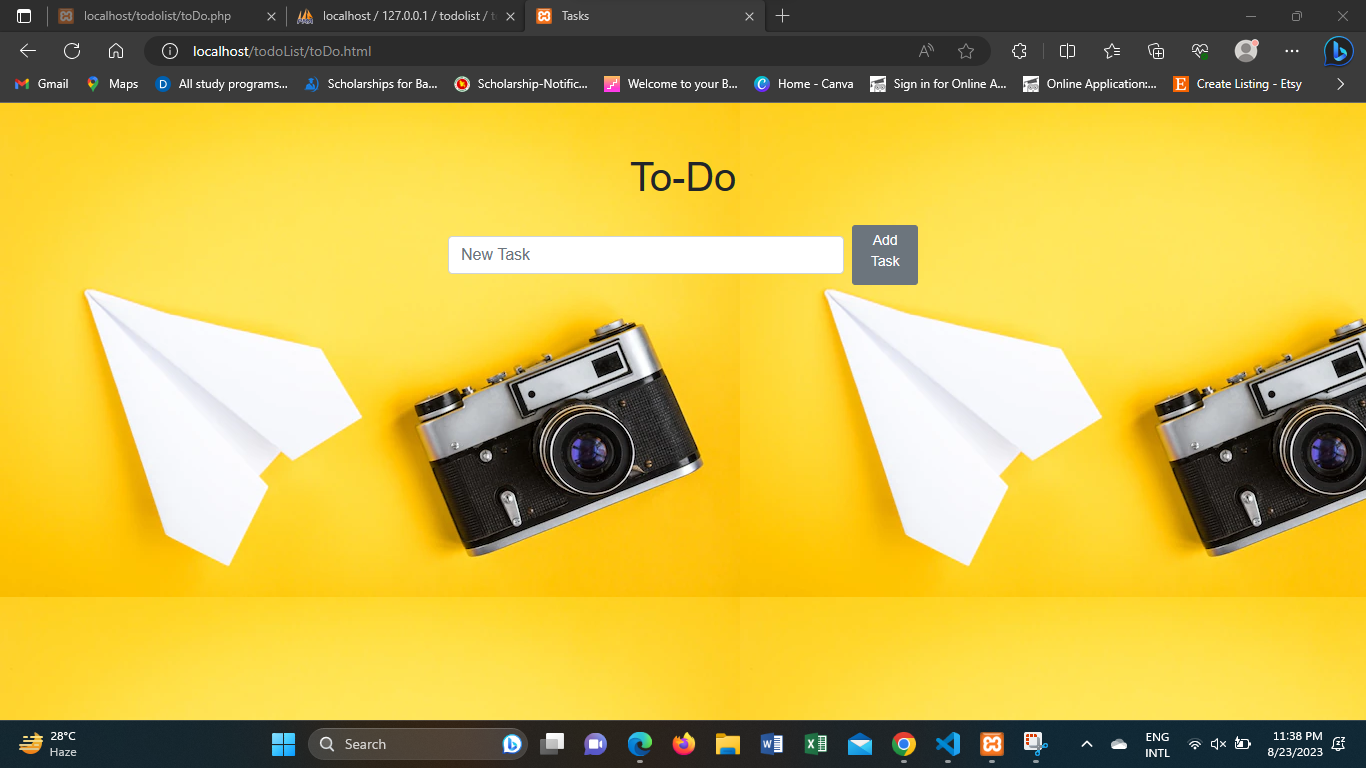 localhost/todolist/toDo.php
localhost / 127.0.0.1 / todolist / t
Tasks
localhost/todoList/toDo.html
Gmail
Maps
All study programs...
Scholarships for Ba...
Scholarship-Notific...
Welcome to your B...
Home - Canva
Sign in for Online A...
Online Application:...
Create Listing - Etsy
To-Do
New Task
Add
Task
28°C
Haze
Search
ENG
INTL
11:38 PM
8/23/2023